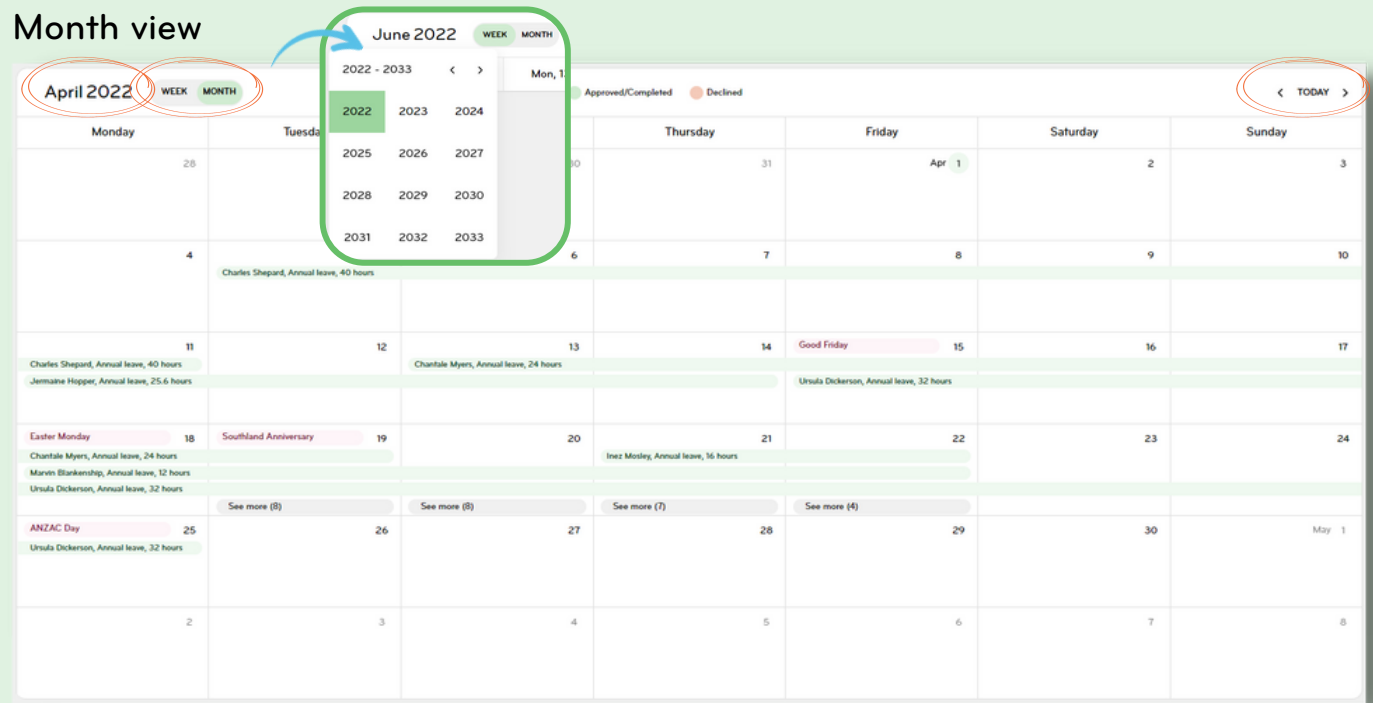 Month view
June 2022 WEEK MONTH
2022 - 2033 < >
Mon, 1
2022 2023 2024
2025 2026 2027
2028 2029 2030
2031 2032 2033
April 2022 WEEK MONTH
Approved/Completed Declined
< TODAY >
Monday Tuesda Thursday Friday Saturday Sunday
28 30 31 Apr 1 2 3
4 6 7 8 9 10
Charles Shepard, Annual leave, 40 hours
11 12 13 14 Good Friday 15 16 17
Charles Shepard, Annual leave, 40 hours Chantale Myers, Annual leave, 24 hours
Jermaine Hopper, Annual leave, 25.6 hours Ursula Dickerson, Annual leave, 32 hours
Easter Monday 18 Southland Anniversary 19 20 21 22 23 24
Chantale Myers, Annual leave, 24 hours Inez Mosley, Annual leave, 16 hours
Marvin Blankenship, Annual leave, 12 hours
Ursula Dickerson, Annual leave, 32 hours
See more (8) See more (8) See more (7) See more (4)
ANZAC Day 25 26 27 28 29 30 May 1
Ursula Dickerson, Annual leave, 32 hours
2 3 4 5 6 7 8